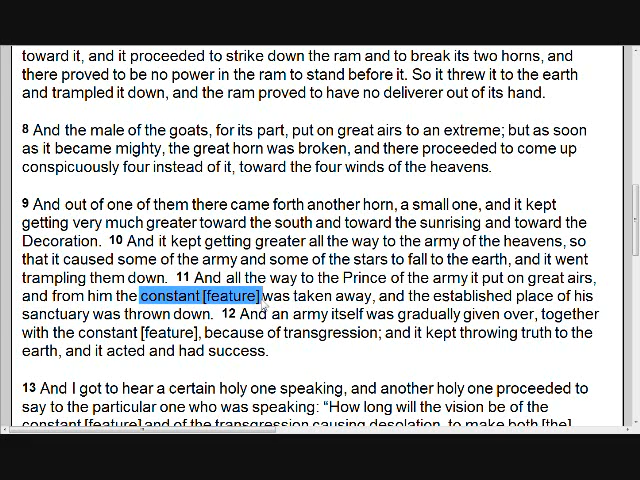 toward it, and it proceeded to strike down the ram and to break its two horns, and
there proved to be no power in the ram to stand before it. So it threw it to the earth
and trampled it down, and the ram proved to have no deliverer out of its hand.
8 And the male of the goats, for its part, put on great airs to an extreme; but as soon
as it became mighty, the great horn was broken, and there proceeded to come up
conspicuously four instead of it, toward the four winds of the heavens.
9 And out of one of them there came forth another horn, a small one, and it kept
getting very much greater toward the south and toward the sunrising and toward the
Decoration. 10 And it kept getting greater all the way to the army of the heavens, so
that it caused some of the army and some of the stars to fall to the earth, and it went
trampling them down. 11 And all the way to the Prince of the army it put on great airs,
and from him the constant [feature] was taken away, and the established place of his
sanctuary was thrown down. 12 And an army itself was gradually given over, together
with the constant [feature], because of transgression; and it kept throwing truth to the
earth, and it acted and had success.
13 And I got to hear a certain holy one speaking, and another holy one proceeded to
say to the particular one who was speaking: “How long will the vision be of the
constant [feature] and of the transgression causing desolation, to make both [the]